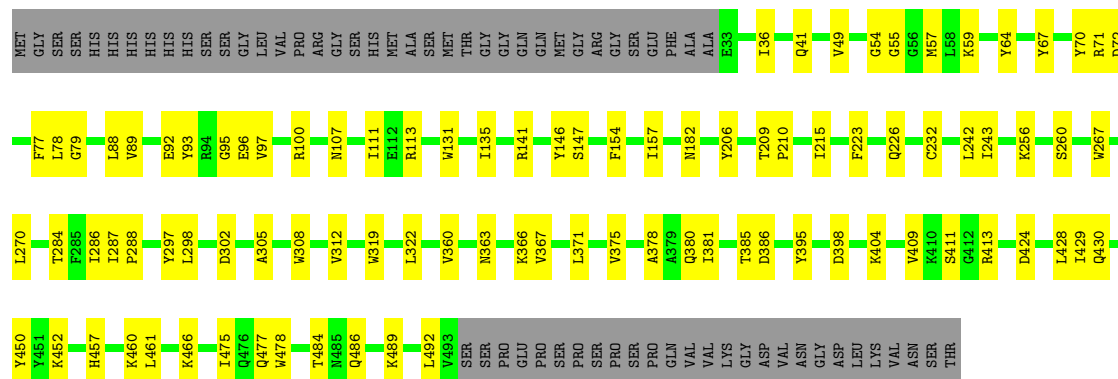 MET GLY SER SER HIS HIS HIS HIS HIS HIS SER SER GLY LEU VAL PRO ARG GLY SER HIS MET ALA SER MET THR GLY GLY GLN GLN MET GLY ARG GLY SER GLU PHE ALA ALA E33 I36 Q41 V49 G54 G55 G56 M57 L58 K59 Y64 Y67 Y70 R71 D72
F77 L78 G79 L88 V89 E92 Y93 R94 G95 E96 V97 R100 N107 I111 E112 R113 W131 I135 R141 Y146 S147 F154 I157 N182 Y206 T209 P210 I215 F223 Q226 C232 L242 I243 K256 S260 W267
L270 T284 F285 I286 I287 P288 Y297 L298 D302 A305 W308 V312 W319 L322 V360 N363 K366 V367 L371 V375 A378 A379 Q380 I381 T385 D386 Y395 D398 K404 V409 K410 S411 G412 R413 D424 L428 I429 Q430
Y450 Y451 K452 H457 K460 L461 K466 I475 Q476 Q477 W478 T484 N485 Q486 K489 L492 V493 SER SER PRO GLU PRO SER PRO SER SER PRO GLN VAL VAL LYS GLY ASP VAL ASN GLY ASP LEU LYS VAL ASN SER THR